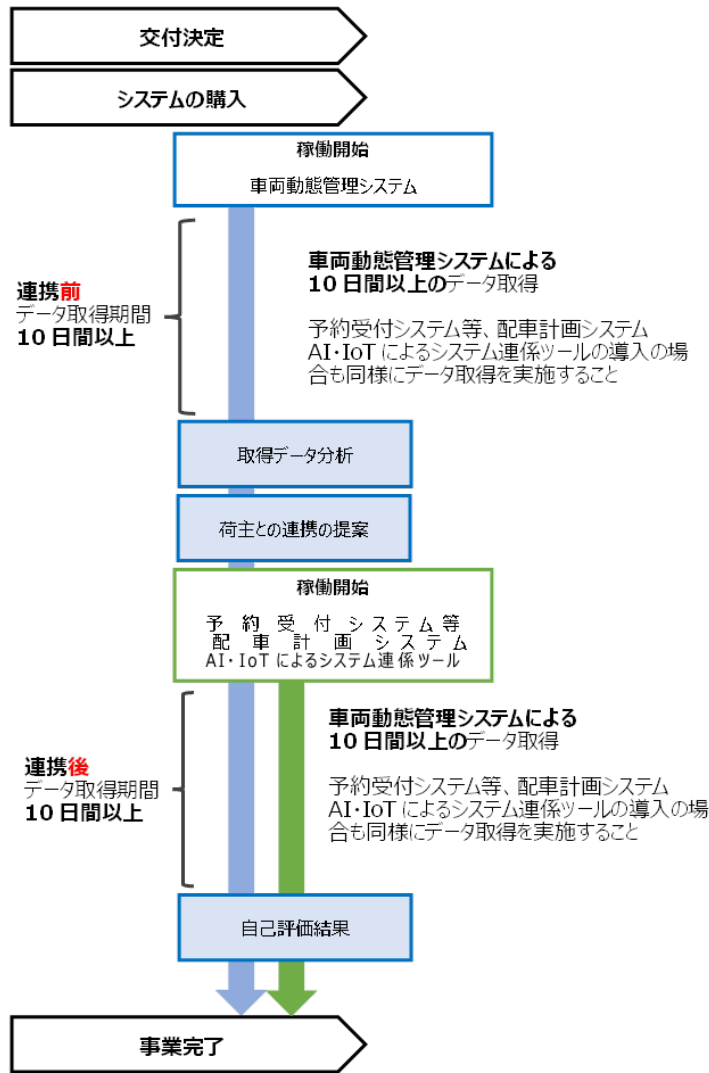 交付決定
システムの購入
稼働開始
車両動態管理システム
連携前
データ取得期間
10日間以上
車両動態管理システムによる
10日間以上のデータ取得
予約受付システム等、配車計画システム
AI・IoTによるシステム連係ツールの導入の場
合も同様にデータ取得を実施すること
取得データ分析
荷主との連携の提案
稼働開始
予約受付システム等
配車計画システム
AI・IoTによるシステム連係ツール
連携後
データ取得期間
10日間以上
車両動態管理システムによる
10日間以上のデータ取得
予約受付システム等、配車計画システム
AI・IoTによるシステム連係ツールの導入の場
合も同様にデータ取得を実施すること
自己評価結果
事業完了